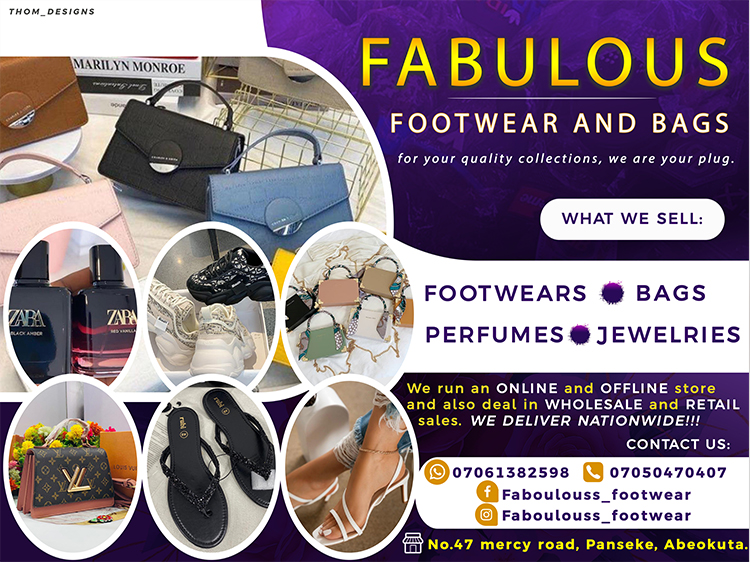 THOM_DESIGNS
FABULOUS
FOOTWEAR AND BAGS
for your quality collections, we are your plug.
WHAT WE SELL:
FOOTWEARS BAGS
PERFUMES JEWELRIES
We run an ONLINE and OFFLINE store
and also deal in WHOLESALE and RETAIL
sales. WE DELIVER NATIONWIDE!!!
CONTACT US:
07061382598 07050470407
Faboulouss_footwear
Faboulouss_footwear
No.47 mercy road, Panseke, Abeokuta.
MARILYN MONROE
ZARA
BLACK AMBER
ZARA
RED VANILLA
LV
rubi
rubi